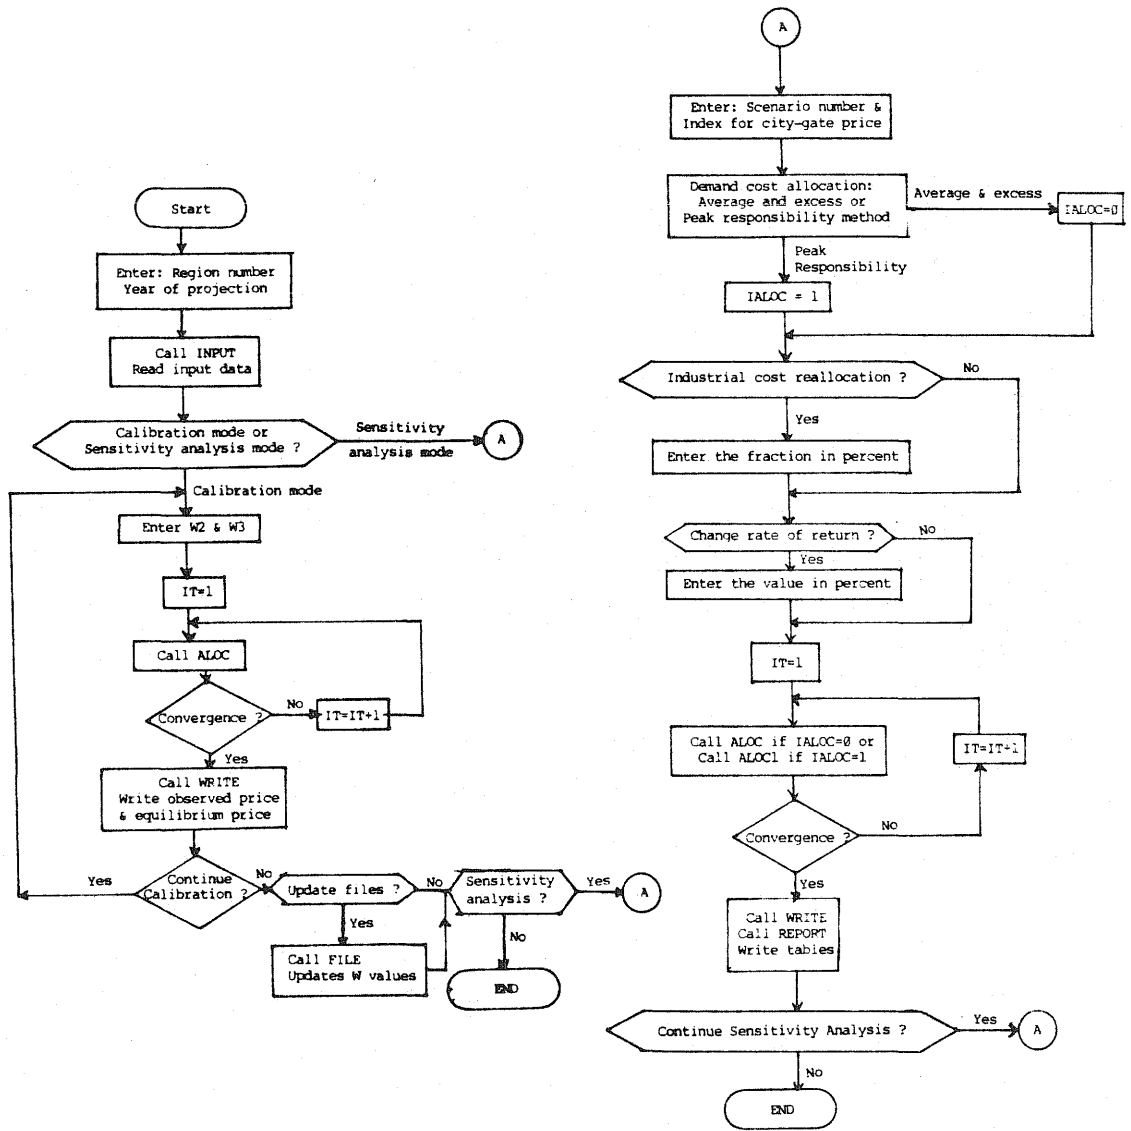 Start
Enter: Region number
Year of projection
Call INPUT
Read input data
Calibration mode or
Sensitivity analysis mode ?
Sensitivity
analysis mode
A
Calibration mode
Enter W2 & W3
IT=1
Call ALOC
Convergence ?
No
IT=IT+1
Yes
Call WRITE
Write observed price
& equilibrium price
Continue
Calibration ?
Yes
No
Update files ?
No
Yes
Call FILE
Updates W values
Sensitivity
analysis ?
Yes
A
No
END
A
Enter: Scenario number &
Index for city-gate price
Demand cost allocation:
Average and excess or
Peak responsibility method
Average & excess
IALOC=0
Peak
Responsibility
IALOC = 1
Industrial cost reallocation ?
No
Yes
Enter the fraction in percent
Change rate of return ?
No
Yes
Enter the value in percent
IT=1
Call ALOC if IALOC=0 or
Call ALOC1 if IALOC=1
IT=IT+1
Convergence ?
No
Yes
Call WRITE
Call REPORT
Write tables
Continue Sensitivity Analysis ?
Yes
A
No
END